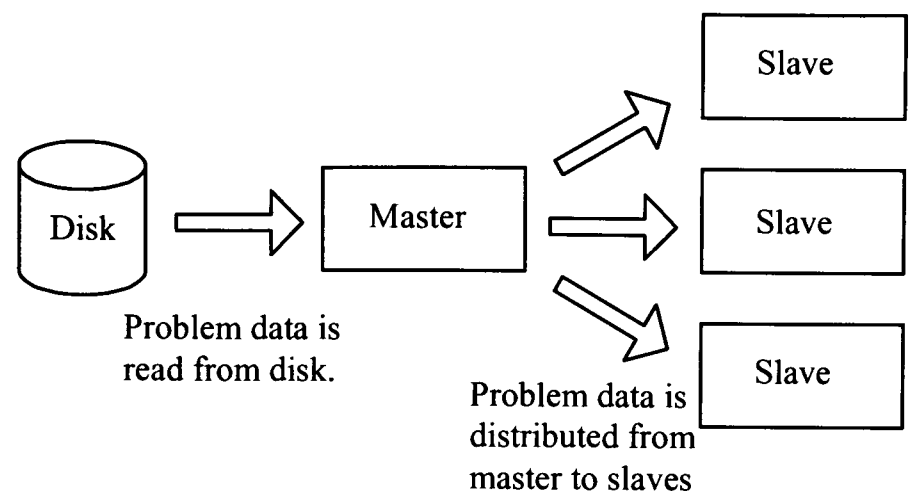 Slave
Disk
Master
Slave
Problem data is
read from disk.
Slave
Problem data is
distributed from
master to slaves